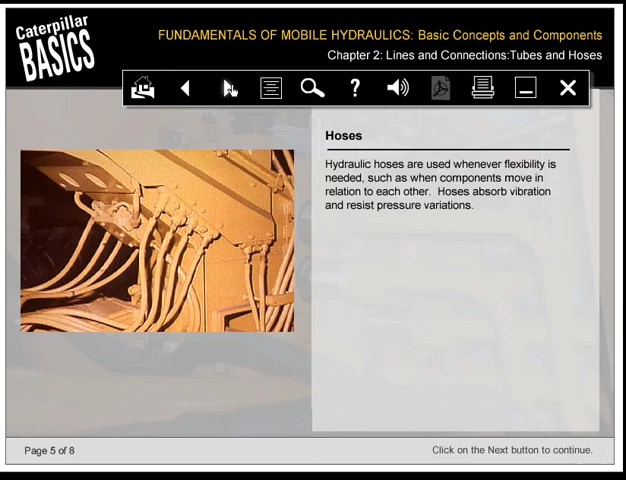 Caterpillar
BASICS
FUNDAMENTALS OF MOBILE HYDRAULICS: Basic Concepts and Components
Chapter 2: Lines and Connections:Tubes and Hoses
?
Hoses
Hydraulic hoses are used whenever flexibility is
needed, such as when components move in
relation to each other.  Hoses absorb vibration
and resist pressure variations.
Page 5 of 8
Click on the Next button to continue.